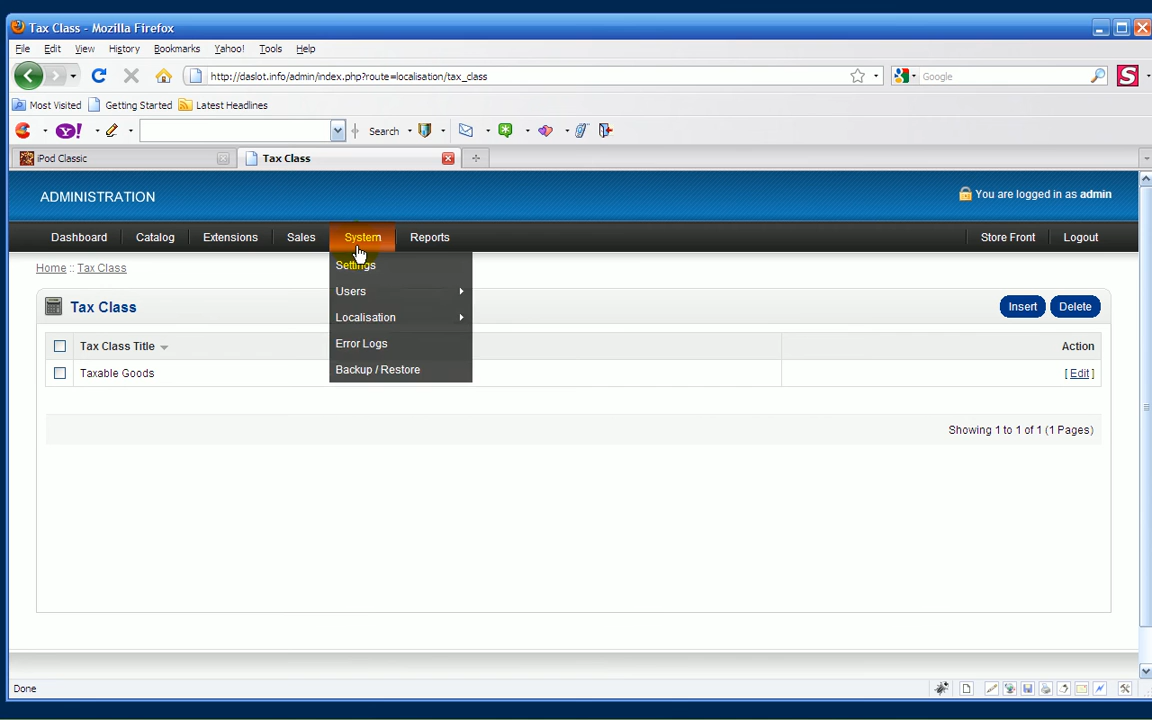 Tax Class - Mozilla Firefox
File Edit View History Bookmarks Yahoo! Tools Help
http://daslot.info/admin/index.php?route=localisation/tax_class
Google
S
Most Visited Getting Started Latest Headlines
Y! Search
iPod Classic Tax Class
ADMINISTRATION
You are logged in as admin
Dashboard Catalog Extensions Sales System Reports Store Front Logout
Home :: Tax Class
Settings
Users
Localisation
Error Logs
Backup / Restore
Tax Class
Insert Delete
Tax Class Title Action
Taxable Goods [ Edit ]
Showing 1 to 1 of 1 (1 Pages)
Done